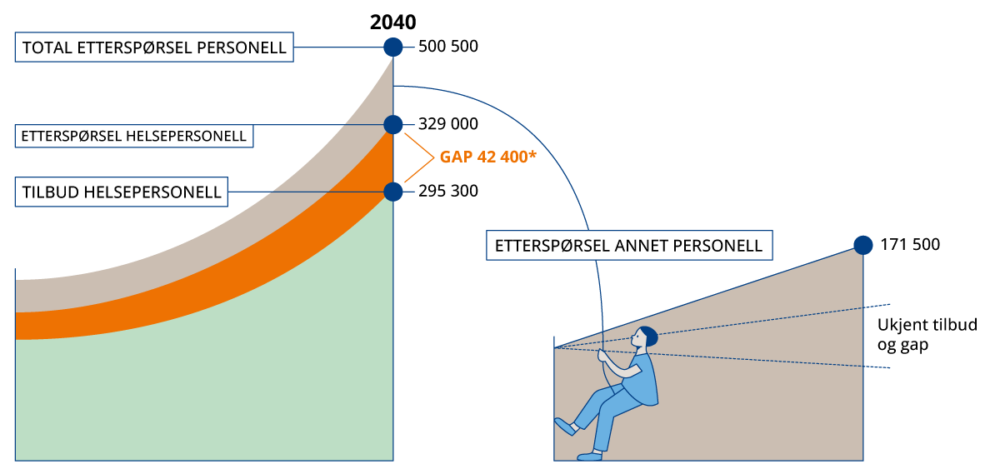 2040
TOTAL ETTERSPØRSEL PERSONELL
500 500
ETTERSPØRSEL HELSEPERSONELL
329 000
GAP 42 400*
TILBUD HELSEPERSONELL
295 300
ETTERSPØRSEL ANNET PERSONELL
171 500
Ukjent tilbud
og gap